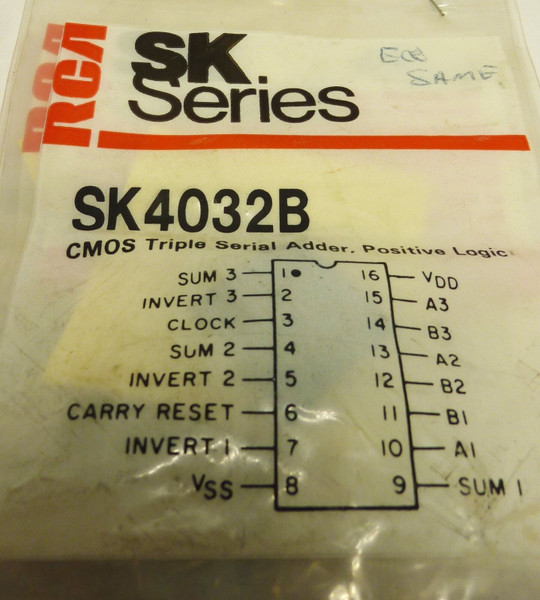 RCA
SK
Series
SAME
SK4032B
CMOS Triple Serial Adder, Positive Logic
SUM 3 1 16 VDD
INVERT 3 2 15 A3
CLOCK 3 14 B3
SUM 2 4 13 A2
INVERT 2 5 12 B2
CARRY RESET 6 11 B1
INVERT 1 7 10 A1
VSS 8 9 SUM 1